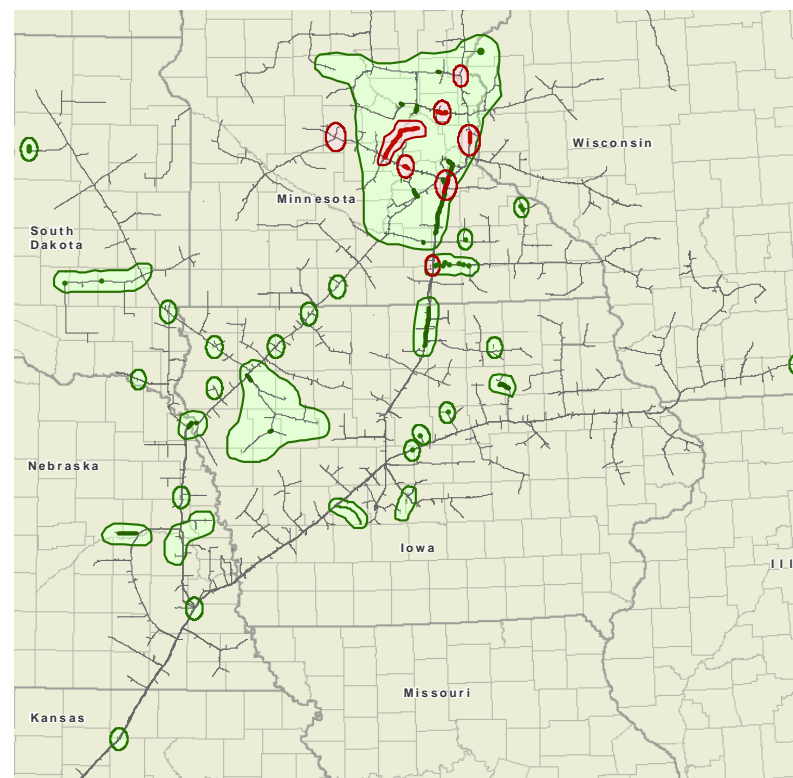 Wisconsin
Minnesota
South
Dakota
Nebraska
Iowa
Ill
Missouri
Kansas